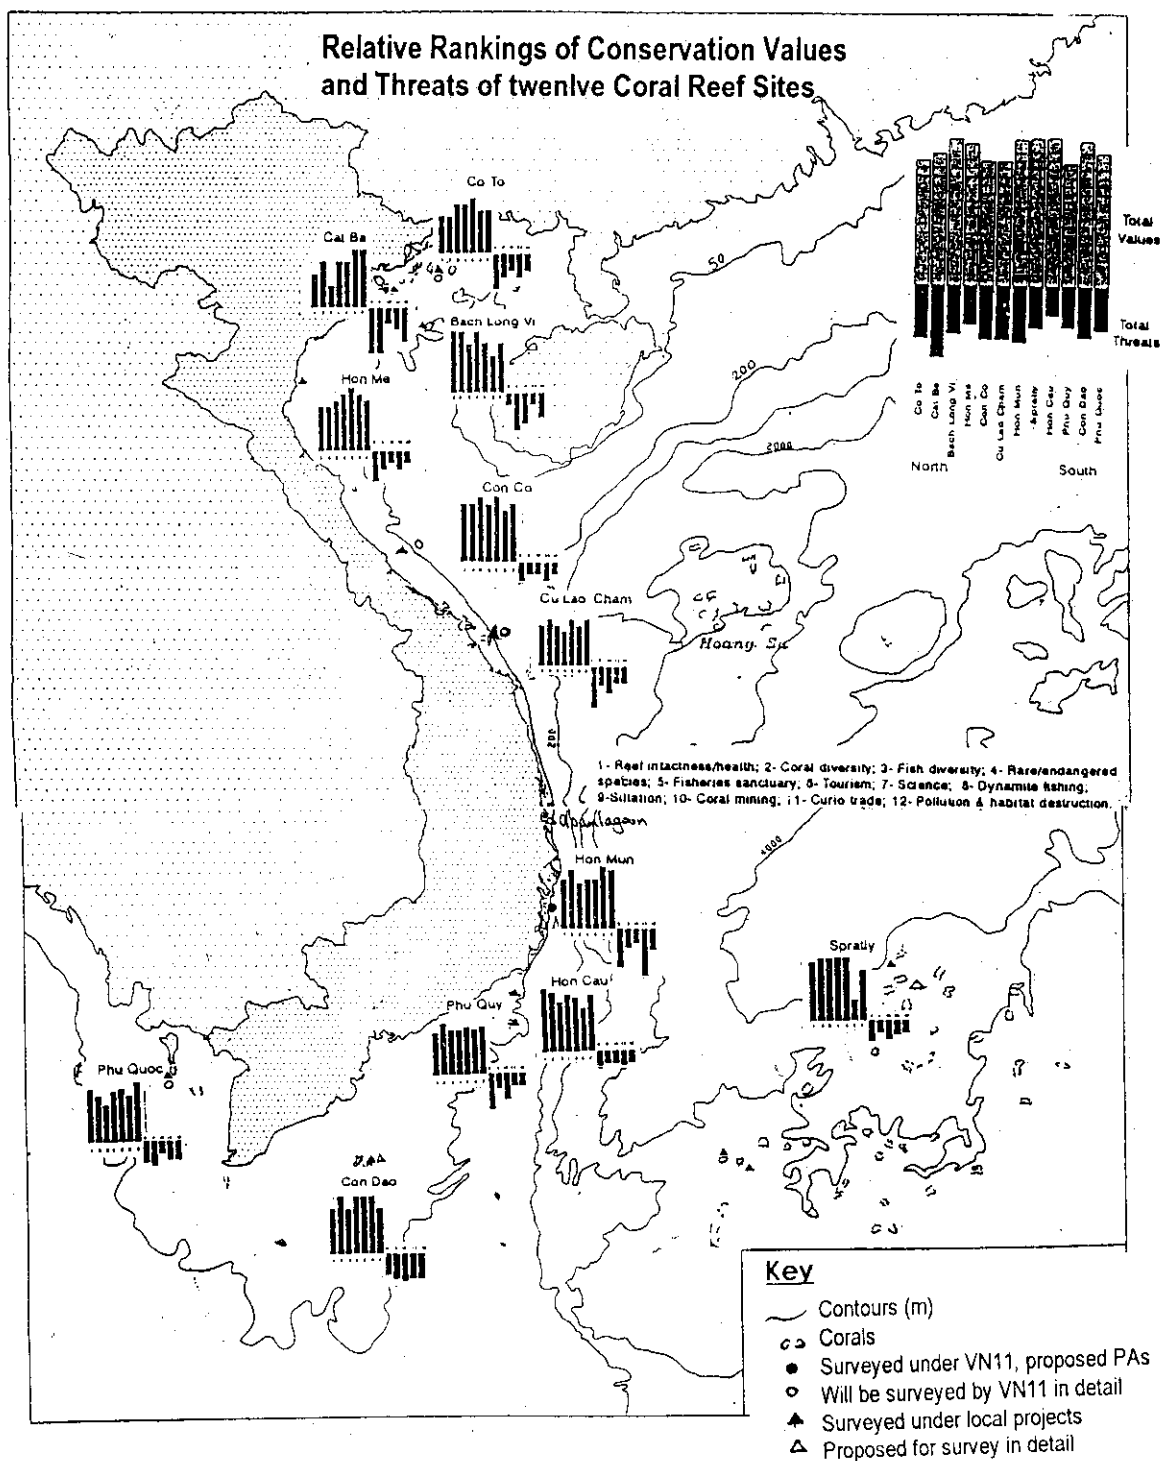 Relative Rankings of Conservation Values
and Threats of twenlve Coral Reef Sites
Co To
Cat Ba
Bach Long Vi
Hon Me
Con Co
Cu Lao Cham
50
200
2000
Total
Values
Total
Threats
Co To
Cat Ba
Bach Long Vi
Hon Me
Con Co
Cu Lao Cham
Hon Mun
Spratly
Hon Cau
Phu Quy
Con Dao
Phu Quoc
North
South
Hoang Sa
200
1- Reef intactness/health; 2- Coral diversity; 3- Fish diversity; 4- Rare/endangered
species; 5- Fisheries sanctuary; 6- Tourism; 7- Science; 8- Dynamite fishing;
9-Siltation; 10- Coral mining; 11- Curio trade; 12- Pollution & habitat destruction.
lagoon
4000
Hon Mun
Spratly
Hon Cau
Phu Quy
Phu Quoc
Con Dao
Key
Contours (m)
Corals
Surveyed under VN11, proposed PAs
Will be surveyed by VN11 in detail
Surveyed under local projects
Proposed for survey in detail